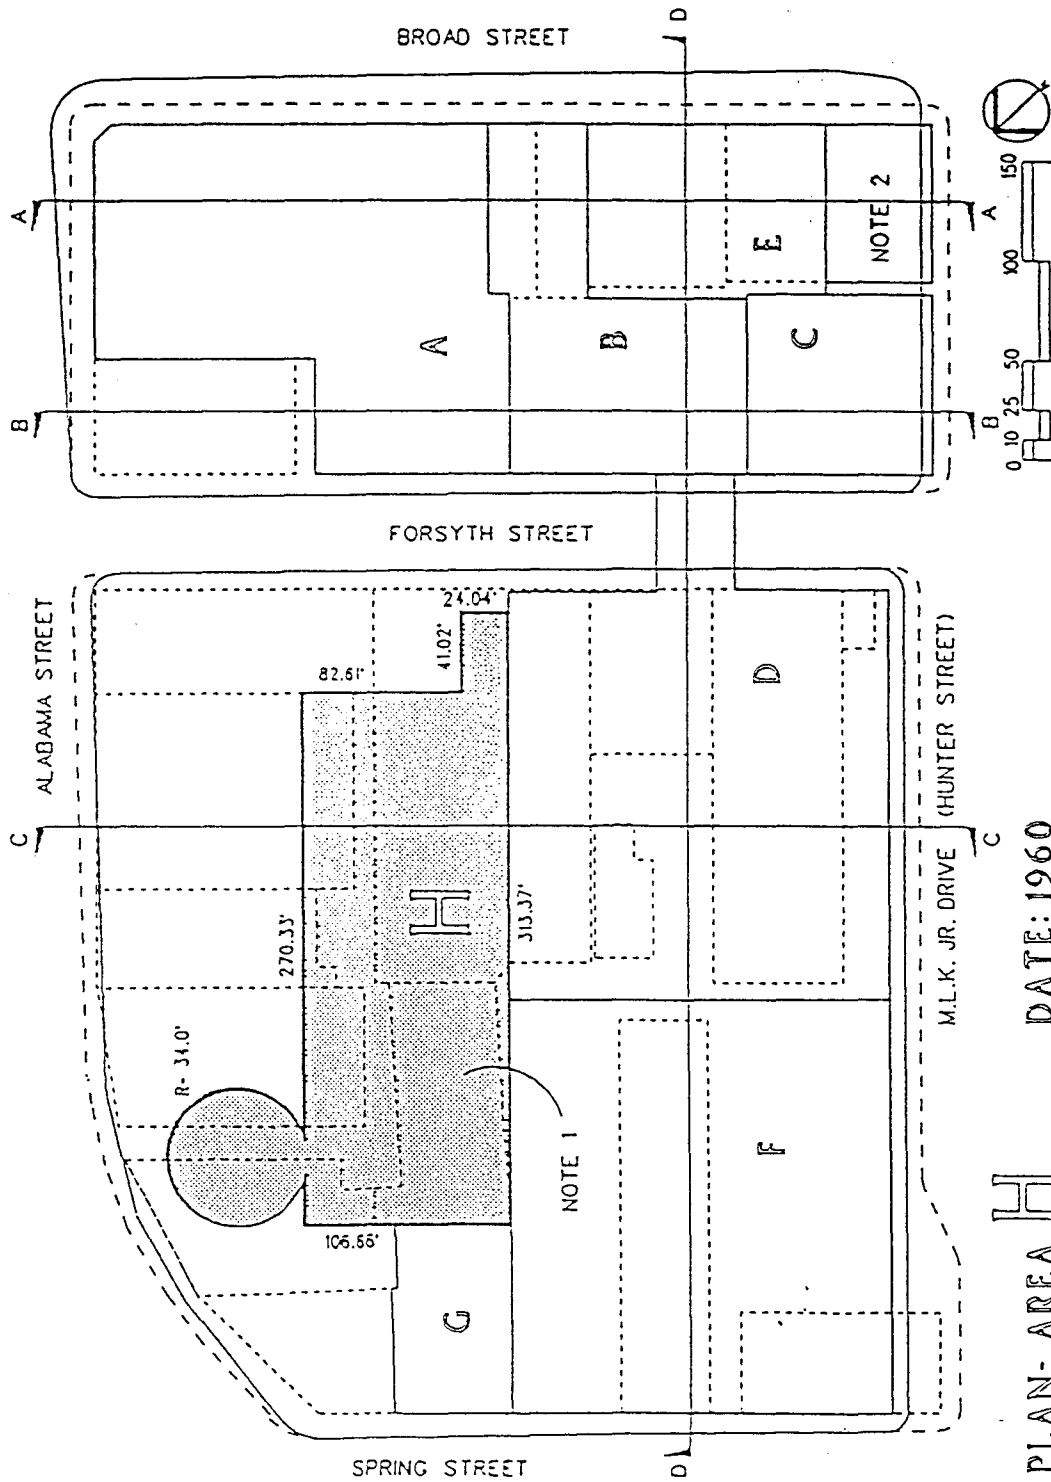 BROAD STREET
D
A
A
NOTE 2
E
A
B
C
B
B
150
100
50
25
10
0
FORSYTH STREET
ALABAMA STREET
24.04'
41.02'
82.61'
D
C
C
H
270.33'
313.37'
R- 34.0'
NOTE 1
F
106.66'
G
M.L.K. JR. DRIVE (HUNTER STREET)
SPRING STREET
D
PLAN- AREA H DATE: 1960